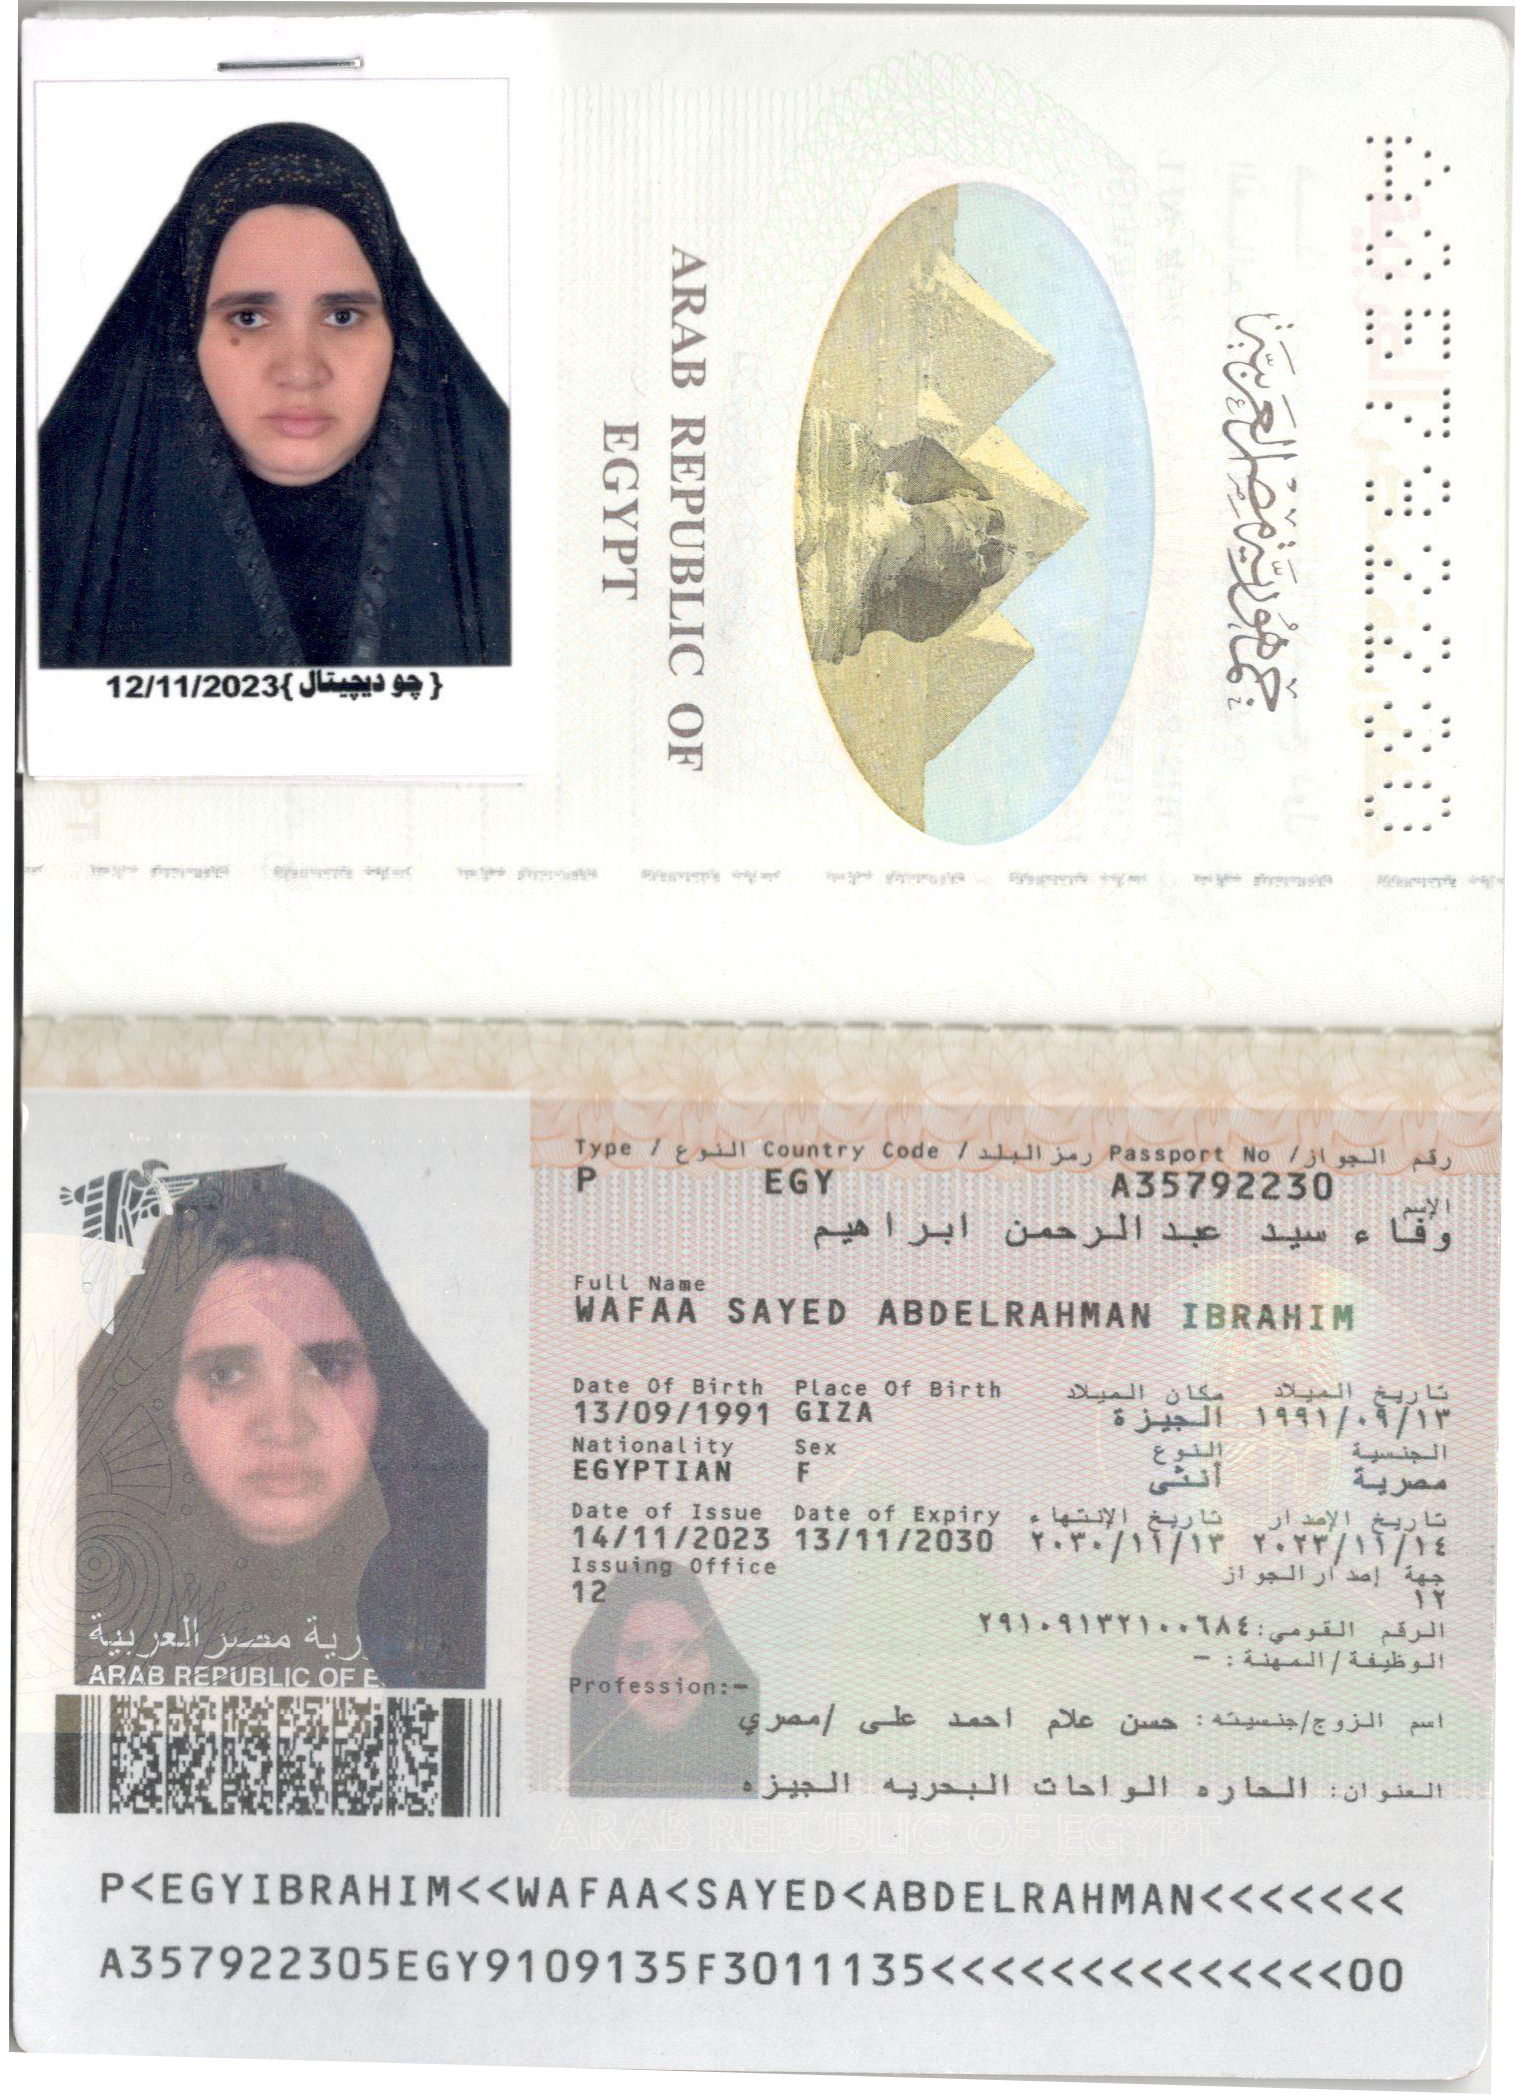 { چو ديچيتال }12/11/2023
ARAB REPUBLIC OF
EGYPT
جمهورية مصر العربية
A35792230
Type / النوع Country Code / رمز البلد Passport No / رقم الجواز
P EGY A35792230
الإسم
وفاء سيد عبد الرحمن ابراهيم
Full Name
WAFAA SAYED ABDELRAHMAN IBRAHIM
Date Of Birth Place Of Birth مكان الميلاد تاريخ الميلاد
13/09/1991 GIZA الجيزة ١٩٩١/٠٩/١٣
Nationality Sex النوع الجنسية
EGYPTIAN F أنثى مصرية
Date of Issue Date of Expiry تاريخ الإنتهاء تاريخ الإصدار
14/11/2023 13/11/2030 ٢٠٣٠/١١/١٣ ٢٠٢٣/١١/١٤
Issuing Office جهة إصدار الجواز
12 ١٢
الرقم القومي: ٢٩١٠٩١٣٢١٠٠٦٨٤
الوظيفة/المهنة: -
Profession:-
اسم الزوج/جنسيته: حسن علام احمد على /مصري
العنوان: الحاره الواحات البحريه الجيزه
رية مصر العربية
ARAB REPUBLIC OF E
ARAB REPUBLIC OF EGYPT
P<EGYIBRAHIM<<WAFAA<SAYED<ABDELRAHMAN<<<<<<<
A357922305EGY9109135F3011135<<<<<<<<<<<<<<00